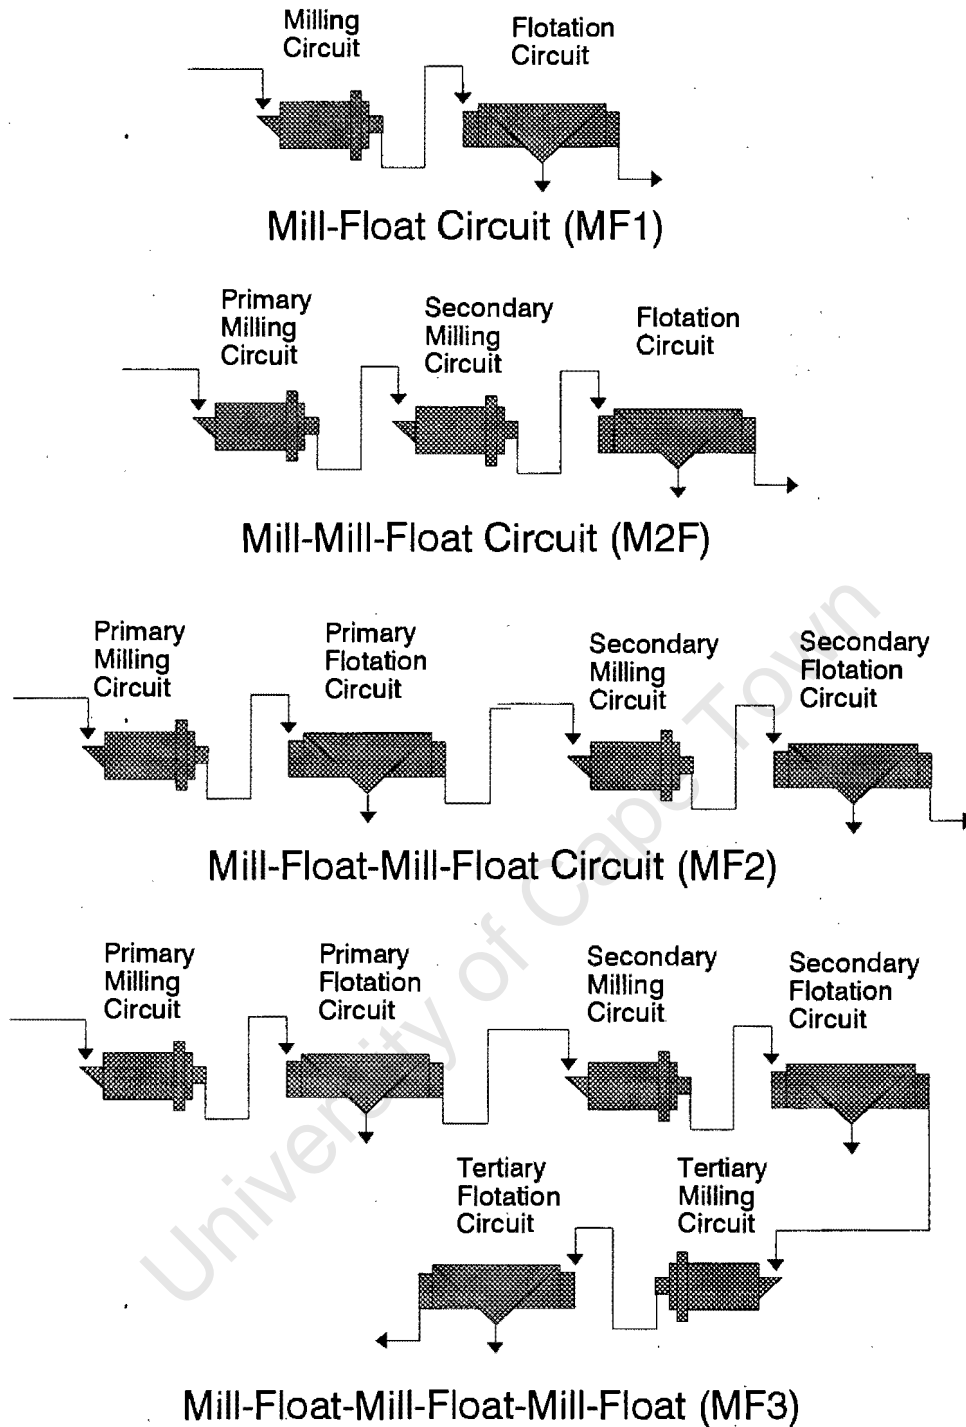 Milling
Circuit
Flotation
Circuit
Mill-Float Circuit (MF1)
Primary
Milling
Circuit
Secondary
Milling
Circuit
Flotation
Circuit
Mill-Mill-Float Circuit (M2F)
Primary
Milling
Circuit
Primary
Flotation
Circuit
Secondary
Milling
Circuit
Secondary
Flotation
Circuit
Mill-Float-Mill-Float Circuit (MF2)
Primary
Milling
Circuit
Primary
Flotation
Circuit
Secondary
Milling
Circuit
Secondary
Flotation
Circuit
Tertiary
Flotation
Circuit
Tertiary
Milling
Circuit
Mill-Float-Mill-Float-Mill-Float (MF3)
University of Cape Town